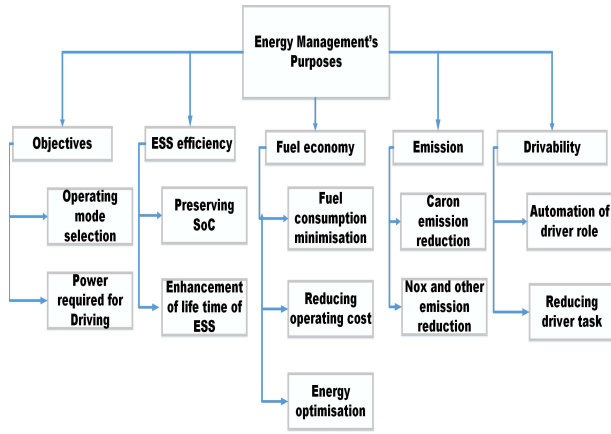 Energy Management's
Purposes
Objectives
ESS efficiency
Fuel economy
Emission
Drivability
Operating
mode
selection
Power
required for
Driving
Preserving
SoC
Enhancement
of life time of
ESS
Fuel
consumption
minimisation
Reducing
operating cost
Energy
optimisation
Caron
emission
reduction
Nox and other
emission
reduction
Automation of
driver role
Reducing
driver task